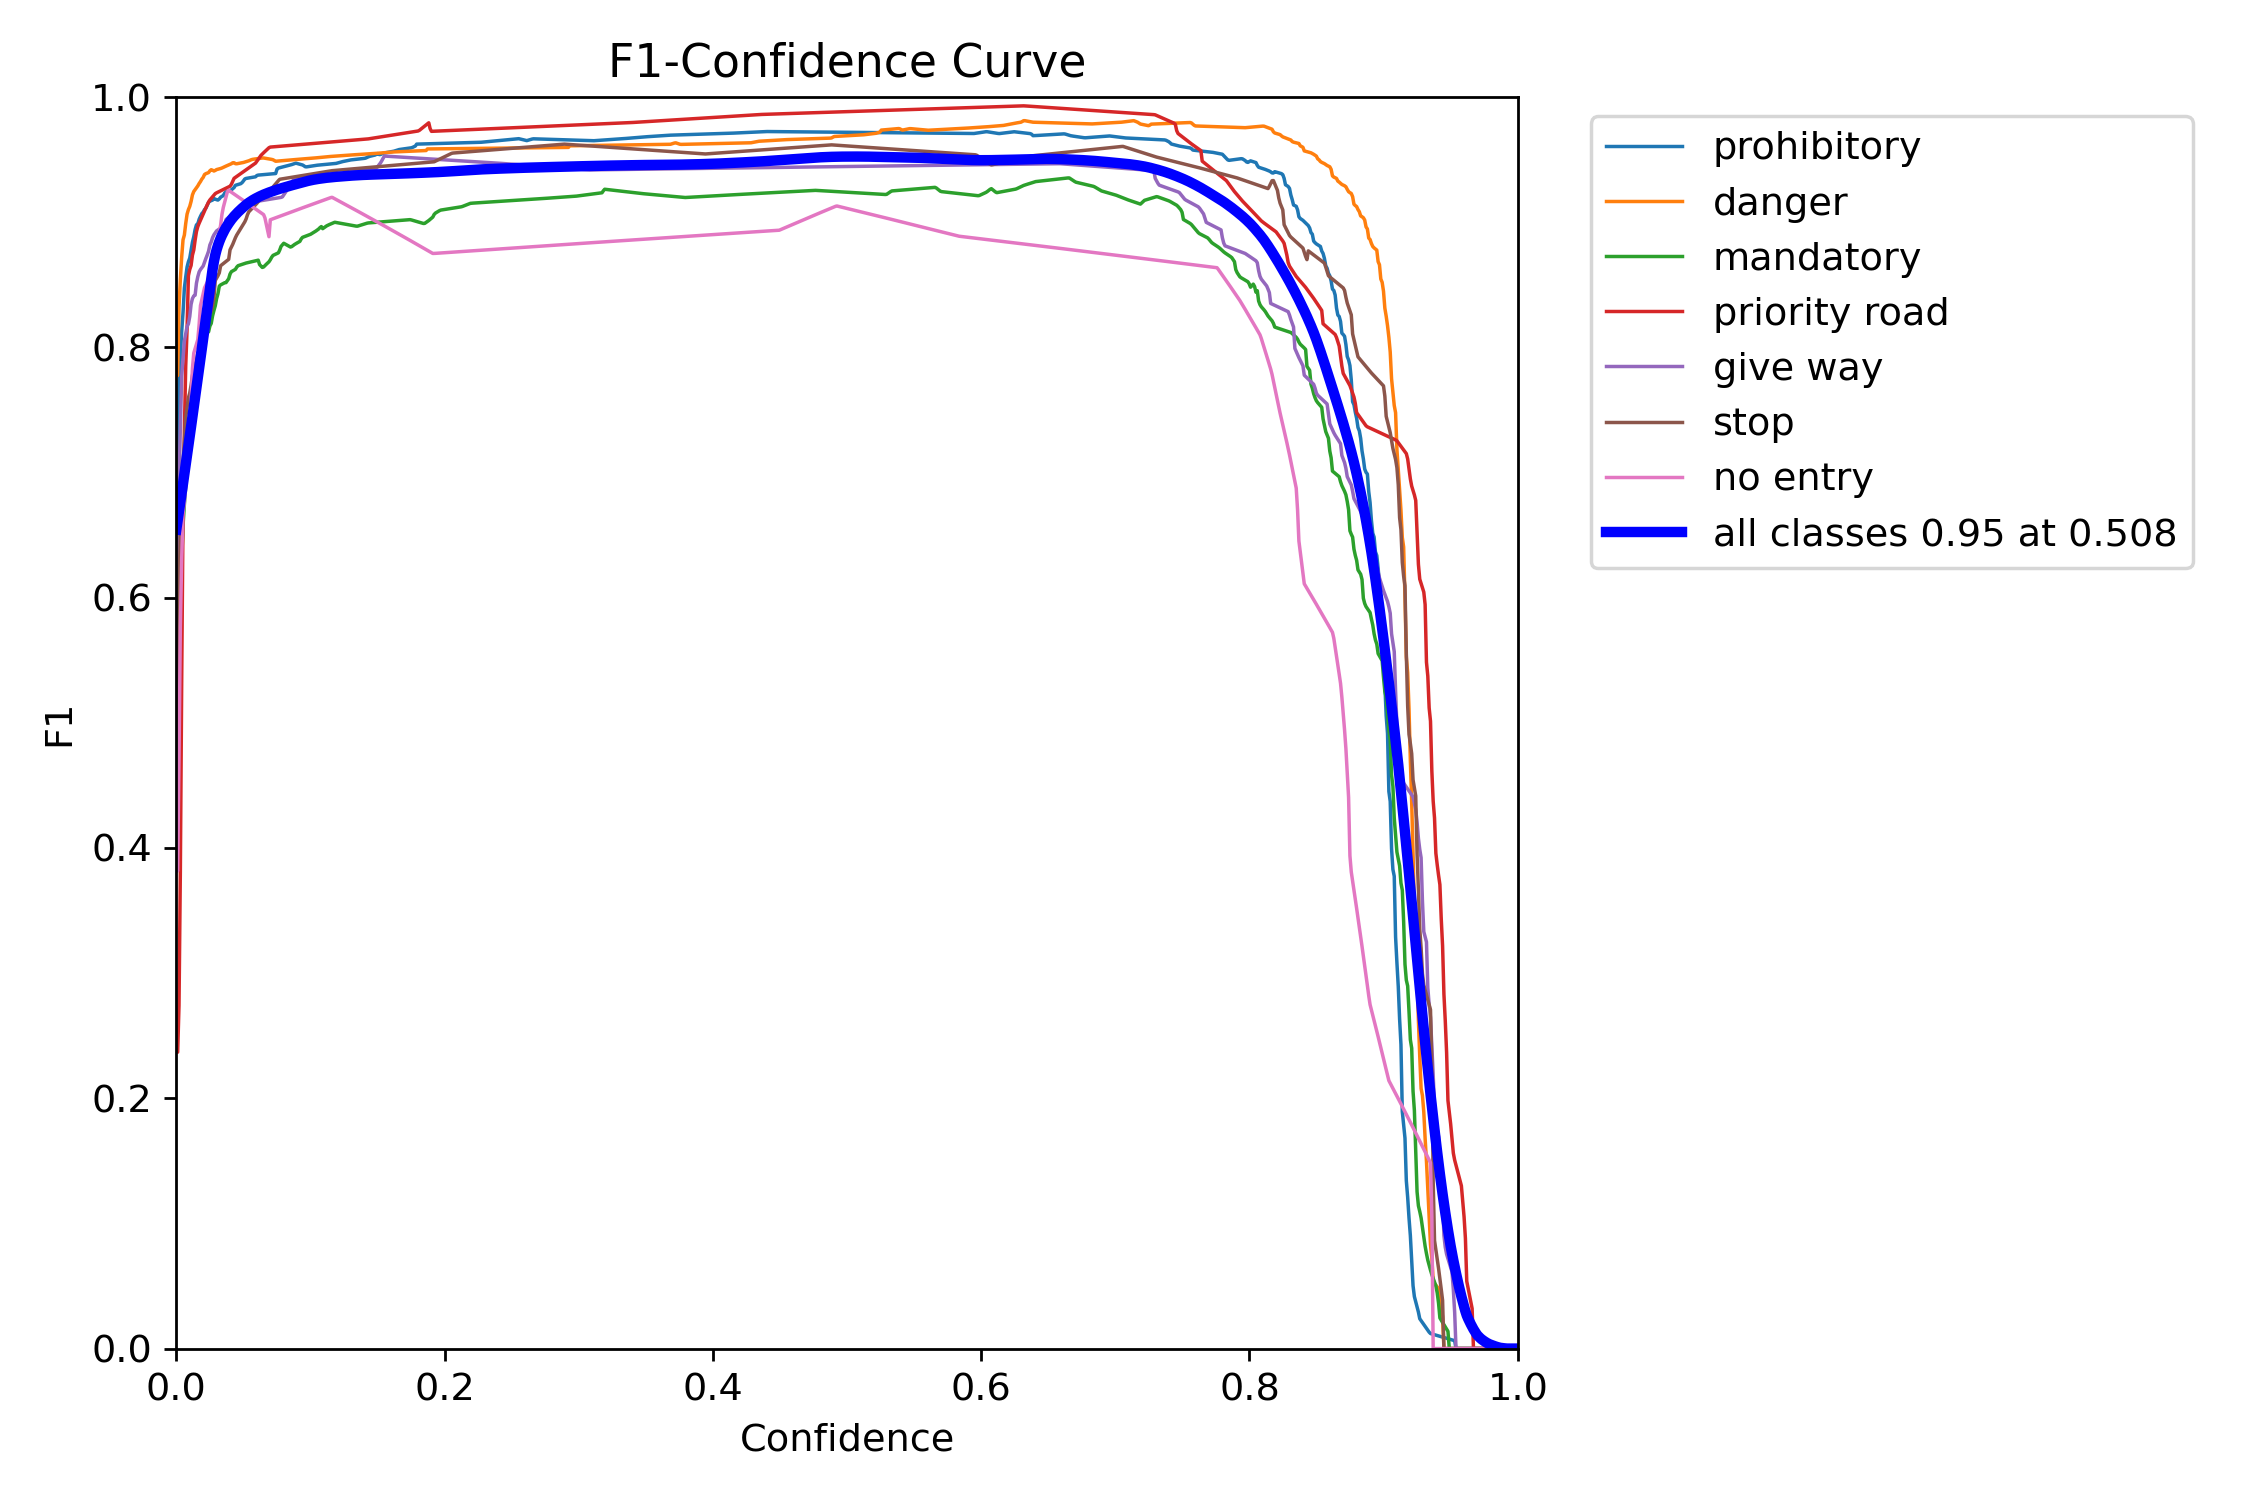 F1-Confidence Curve
1.0
0.8
0.6
0.4
0.2
0.0
F1
0.0 0.2 0.4 0.6 0.8 1.0
Confidence
prohibitory
danger
mandatory
priority road
give way
stop
no entry
all classes 0.95 at 0.508